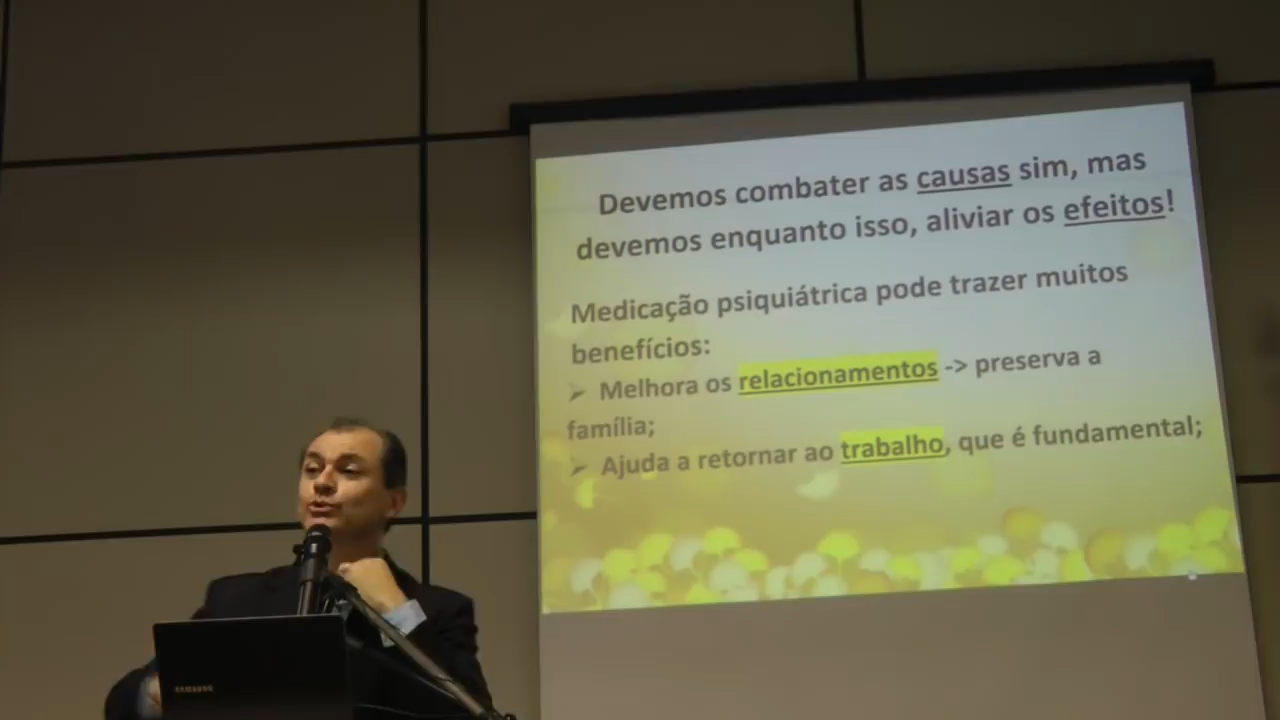 Devemos combater as causas sim, mas
devemos enquanto isso, aliviar os efeitos!
Medicação psiquiátrica pode trazer muitos
benefícios:
➢ Melhora os relacionamentos -> preserva a
família;
➢ Ajuda a retornar ao trabalho, que é fundamental;
SAMSUNG